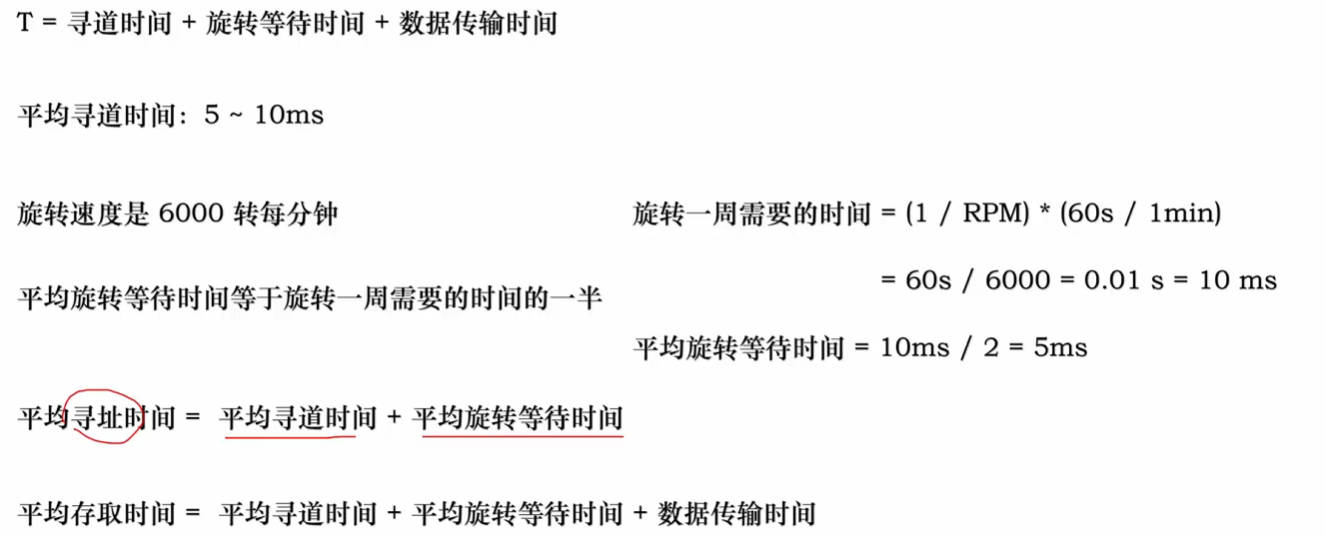 T = 寻道时间 + 旋转等待时间 + 数据传输时间
平均寻道时间：5 ~ 10ms
旋转速度是 6000 转每分钟
旋转一周需要的时间 = (1 / RPM) * (60s / 1min)
= 60s / 6000 = 0.01 s = 10 ms
平均旋转等待时间等于旋转一周需要的时间的一半
平均旋转等待时间 = 10ms / 2 = 5ms
平均寻址时间 = 平均寻道时间 + 平均旋转等待时间
平均存取时间 = 平均寻道时间 + 平均旋转等待时间 + 数据传输时间